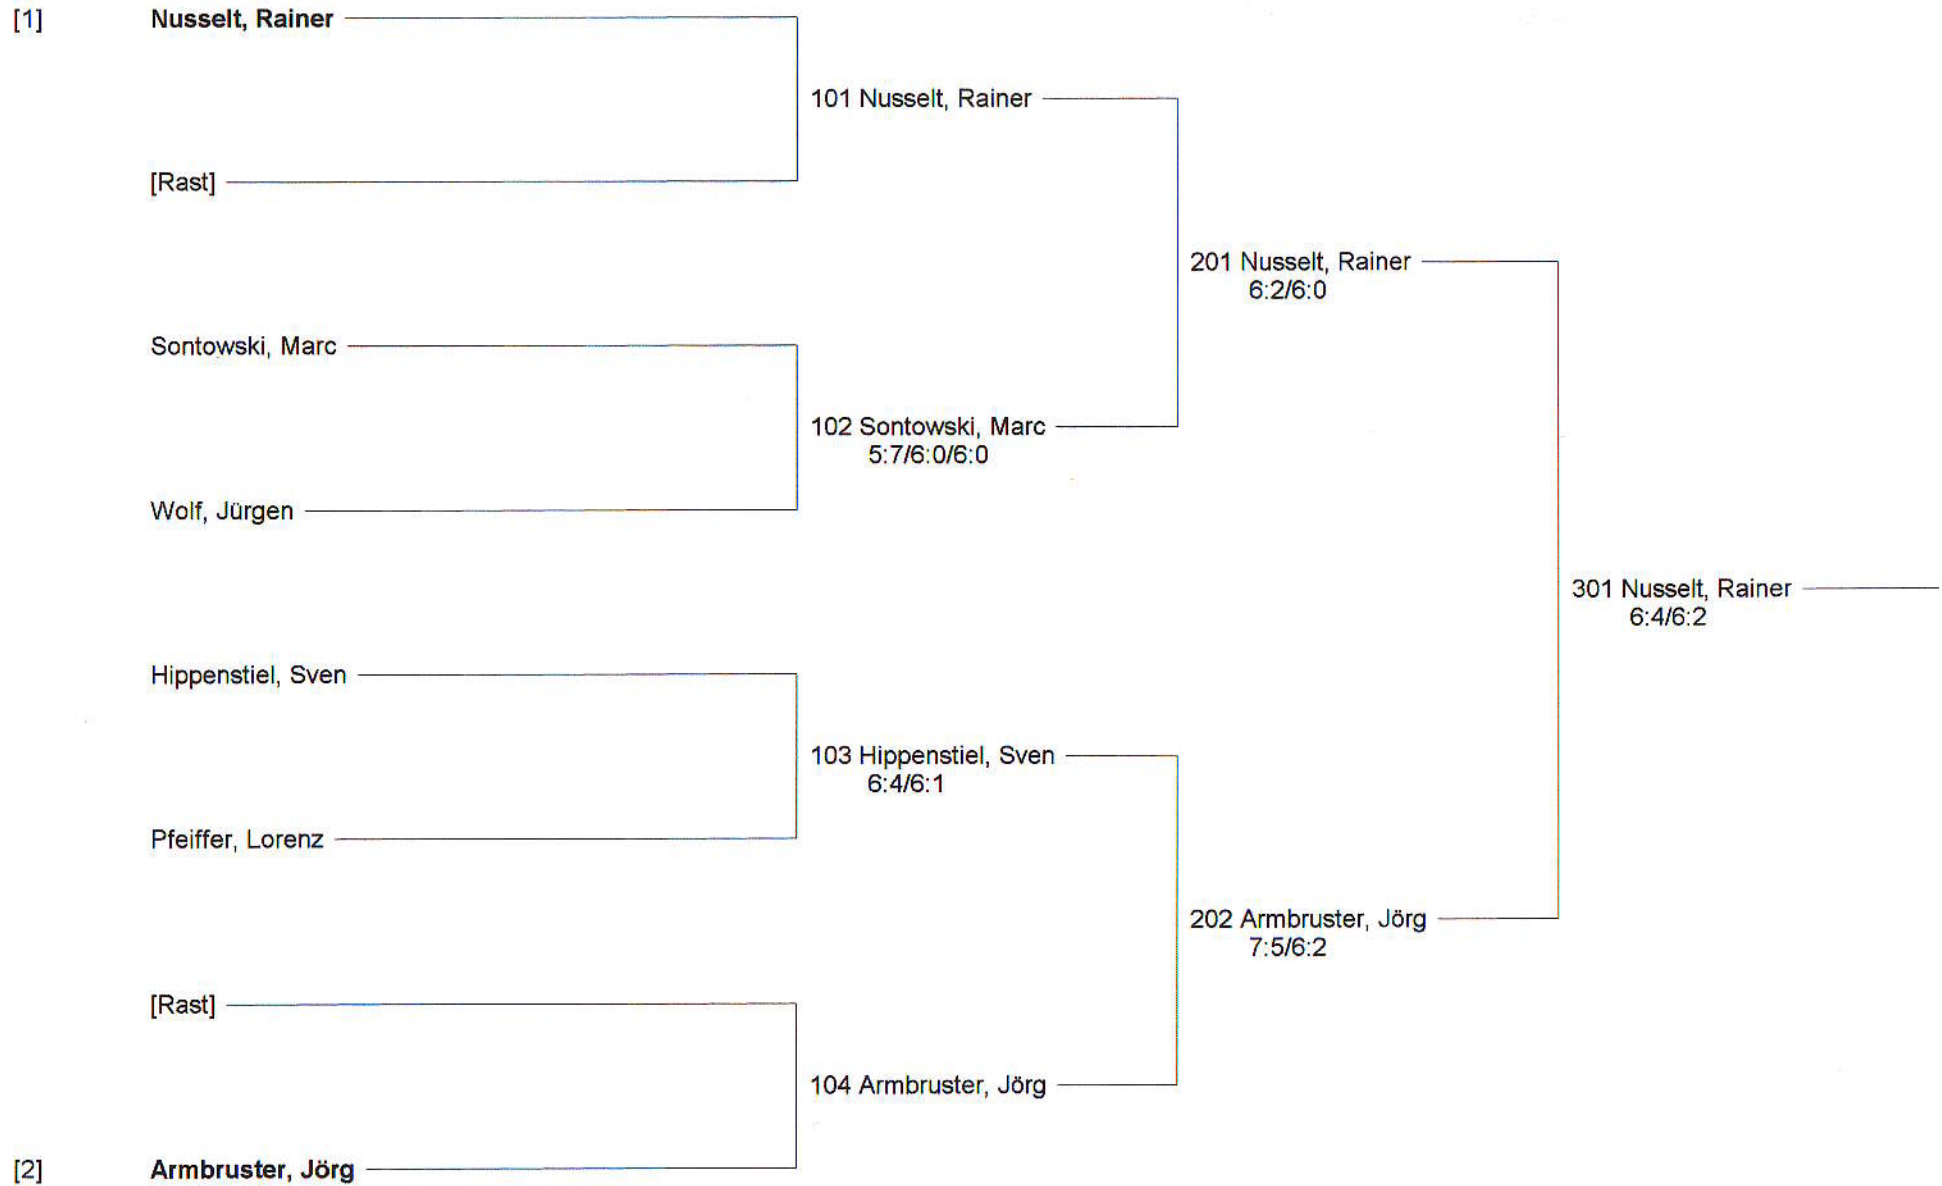 [1] Nusselt, Rainer
101 Nusselt, Rainer
[Rast]
201 Nusselt, Rainer
6:2/6:0
Sontowski, Marc
102 Sontowski, Marc
5:7/6:0/6:0
Wolf, Jürgen
301 Nusselt, Rainer
6:4/6:2
Hippenstiel, Sven
103 Hippenstiel, Sven
6:4/6:1
Pfeiffer, Lorenz
202 Armbruster, Jörg
7:5/6:2
[Rast]
104 Armbruster, Jörg
[2] Armbruster, Jörg